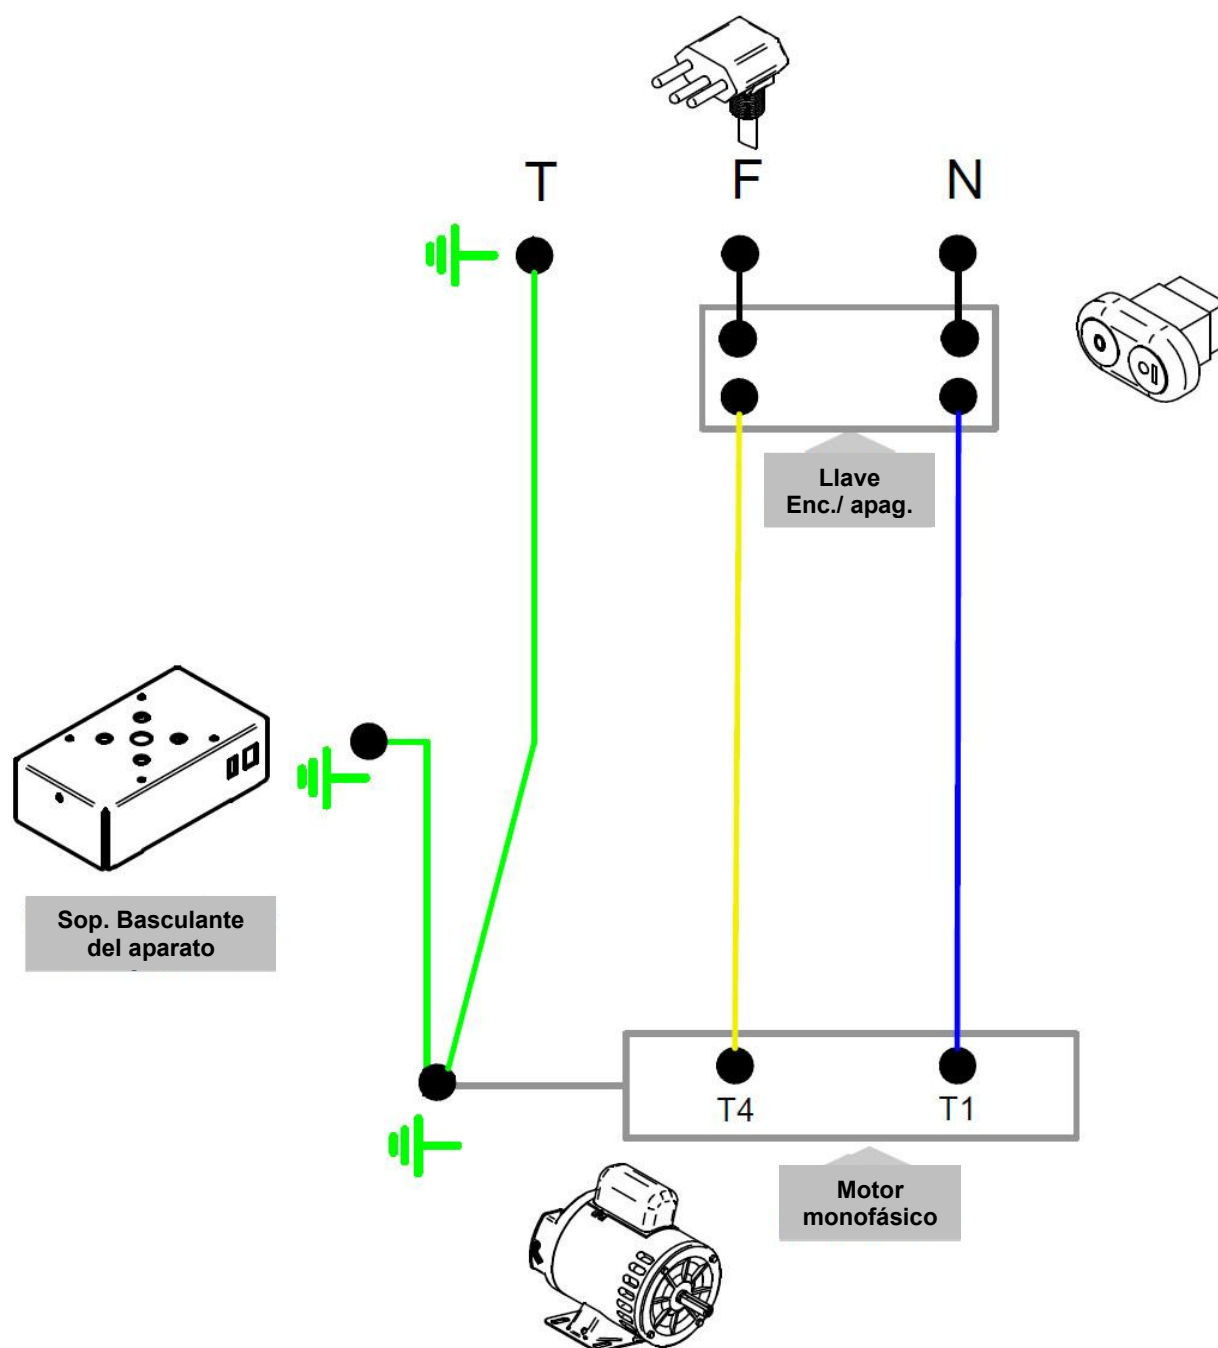 T F N
Llave
Enc./ apag.
Sop. Basculante
del aparato
T4 T1
Motor
monofásico